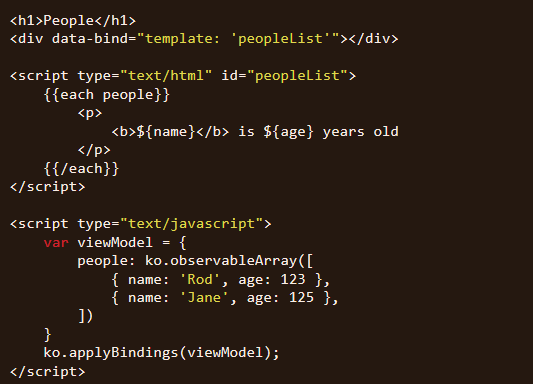 <h1>People</h1>
<div data-bind="template: 'peopleList'"></div>

<script type="text/html" id="peopleList">
    {{each people}}
        <p>
            <b>${name}</b> is ${age} years old
        </p>
    {{/each}}
</script>

<script type="text/javascript">
    var viewModel = {
        people: ko.observableArray([
            { name: 'Rod', age: 123 },
            { name: 'Jane', age: 125 },
        ])
    }
    ko.applyBindings(viewModel);
</script>